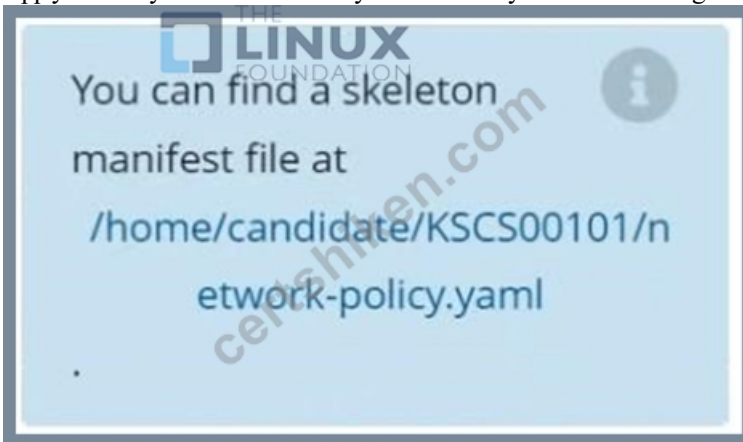 THE
LINUX
FOUNDATION
You can find a skeleton
manifest file at
/home/candidate/KSCS00101/n
etwork-policy.yaml
.
certshiken.com